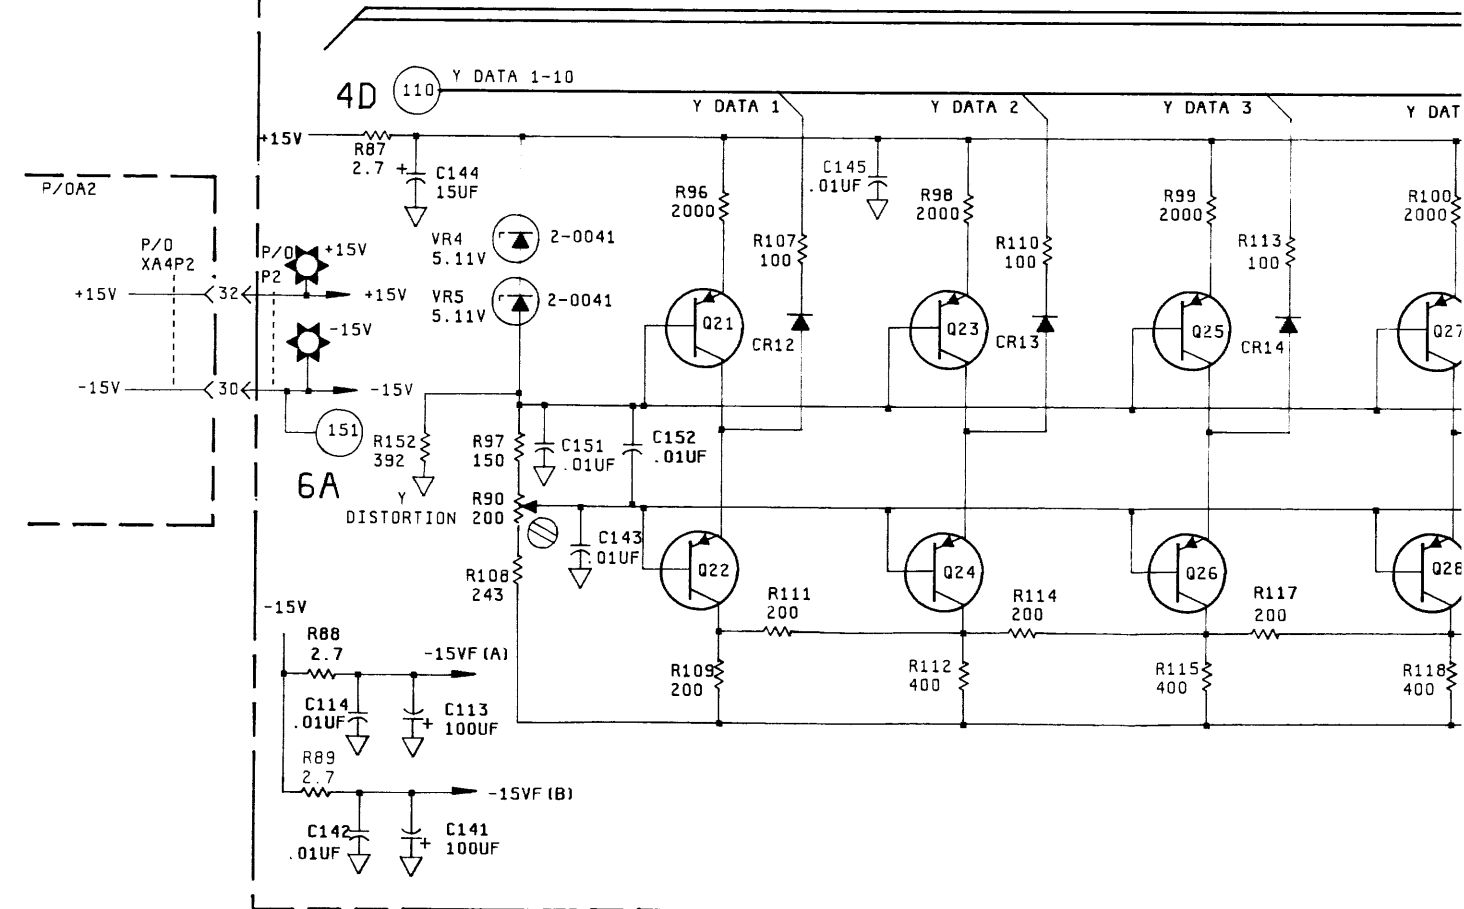 4D
110
Y DATA 1-10
Y DATA 1
Y DATA 2
Y DATA 3
Y DAT
+15V
R87
2.7
+
C144
15UF
C145
.01UF
R96
2000
R98
2000
R99
2000
R100
2000
P/OA2
P/O
XA4P2
P/O
P2
+15V
VR4
5.11V
2-0041
R107
100
R110
100
R113
100
+15V
32
+15V
VR5
5.11V
2-0041
Q21
CR12
Q23
CR13
Q25
CR14
Q27
-15V
-15V
30
-15V
151
6A
R152
392
R97
150
C151
.01UF
C152
.01UF
Y
DISTORTION
R90
200
C143
.01UF
R108
243
Q22
Q24
Q26
Q28
R111
200
R114
200
R117
200
R109
200
R112
400
R115
400
R118
400
-15V
R88
2.7
-15VF(A)
C114
.01UF
+
C113
100UF
R89
2.7
-15VF(B)
C142
.01UF
+
C141
100UF